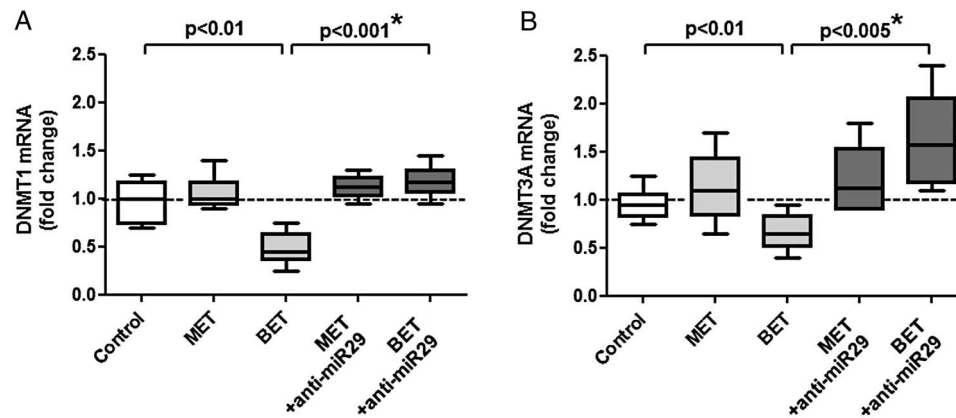 A
p<0.01
p<0.001*
DNMT1 mRNA
(fold change)
2.5
2.0
1.5
1.0
0.5
0.0
Control
MET
BET
MET
+anti-miR29
BET
+anti-miR29
B
p<0.01
p<0.005*
DNMT3A mRNA
(fold change)
2.5
2.0
1.5
1.0
0.5
0.0
Control
MET
BET
MET
+anti-miR29
BET
+anti-miR29